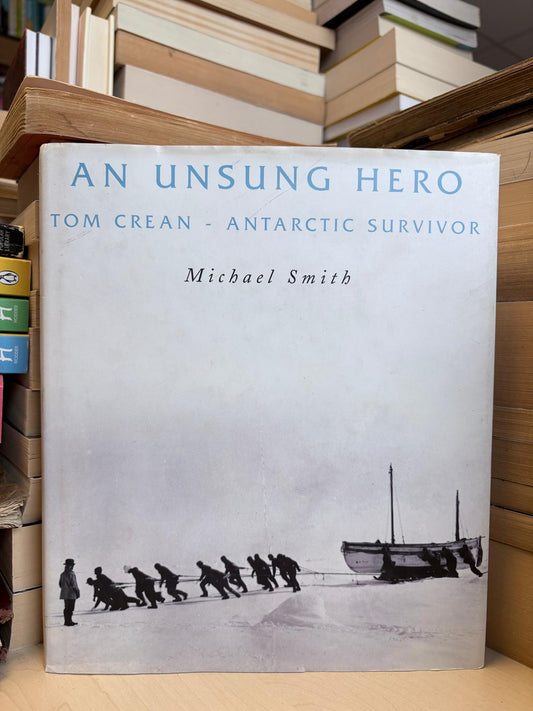 AN UNSUNG HERO
TOM CREAN - ANTARCTIC SURVIVOR
Michael Smith